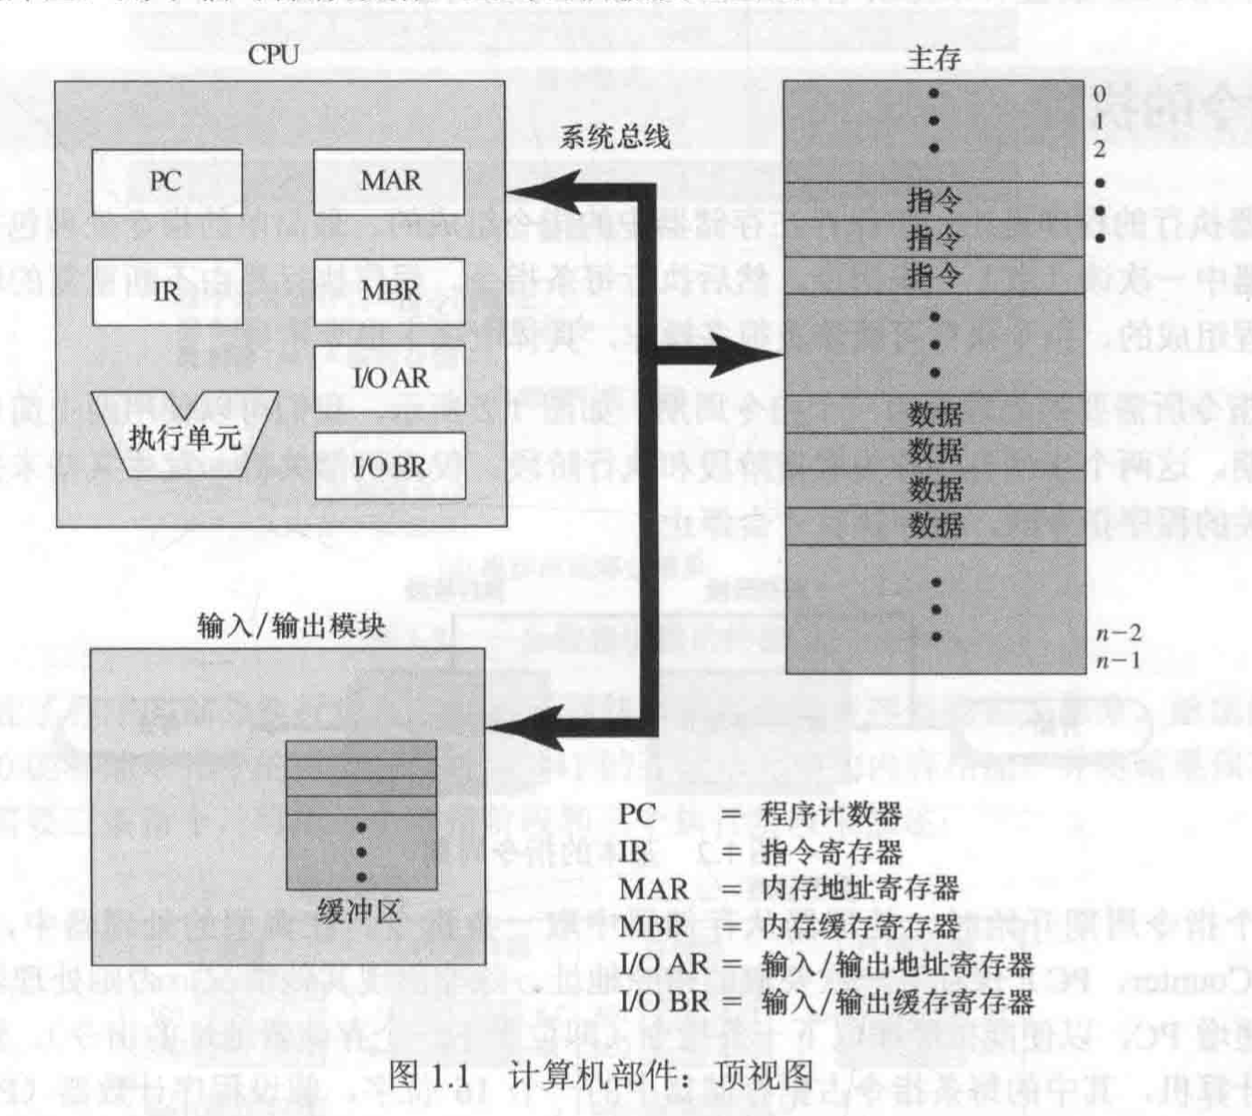 CPU
PC
MAR
IR
MBR
I/O AR
执行单元
I/O BR
系统总线
主存
0
1
2
指令
指令
指令
数据
数据
数据
数据
n-2
n-1
输入/输出模块
缓冲区
PC = 程序计数器
IR = 指令寄存器
MAR = 内存地址寄存器
MBR = 内存缓存寄存器
I/O AR = 输入/输出地址寄存器
I/O BR = 输入/输出缓存寄存器
图 1.1 计算机部件：顶视图